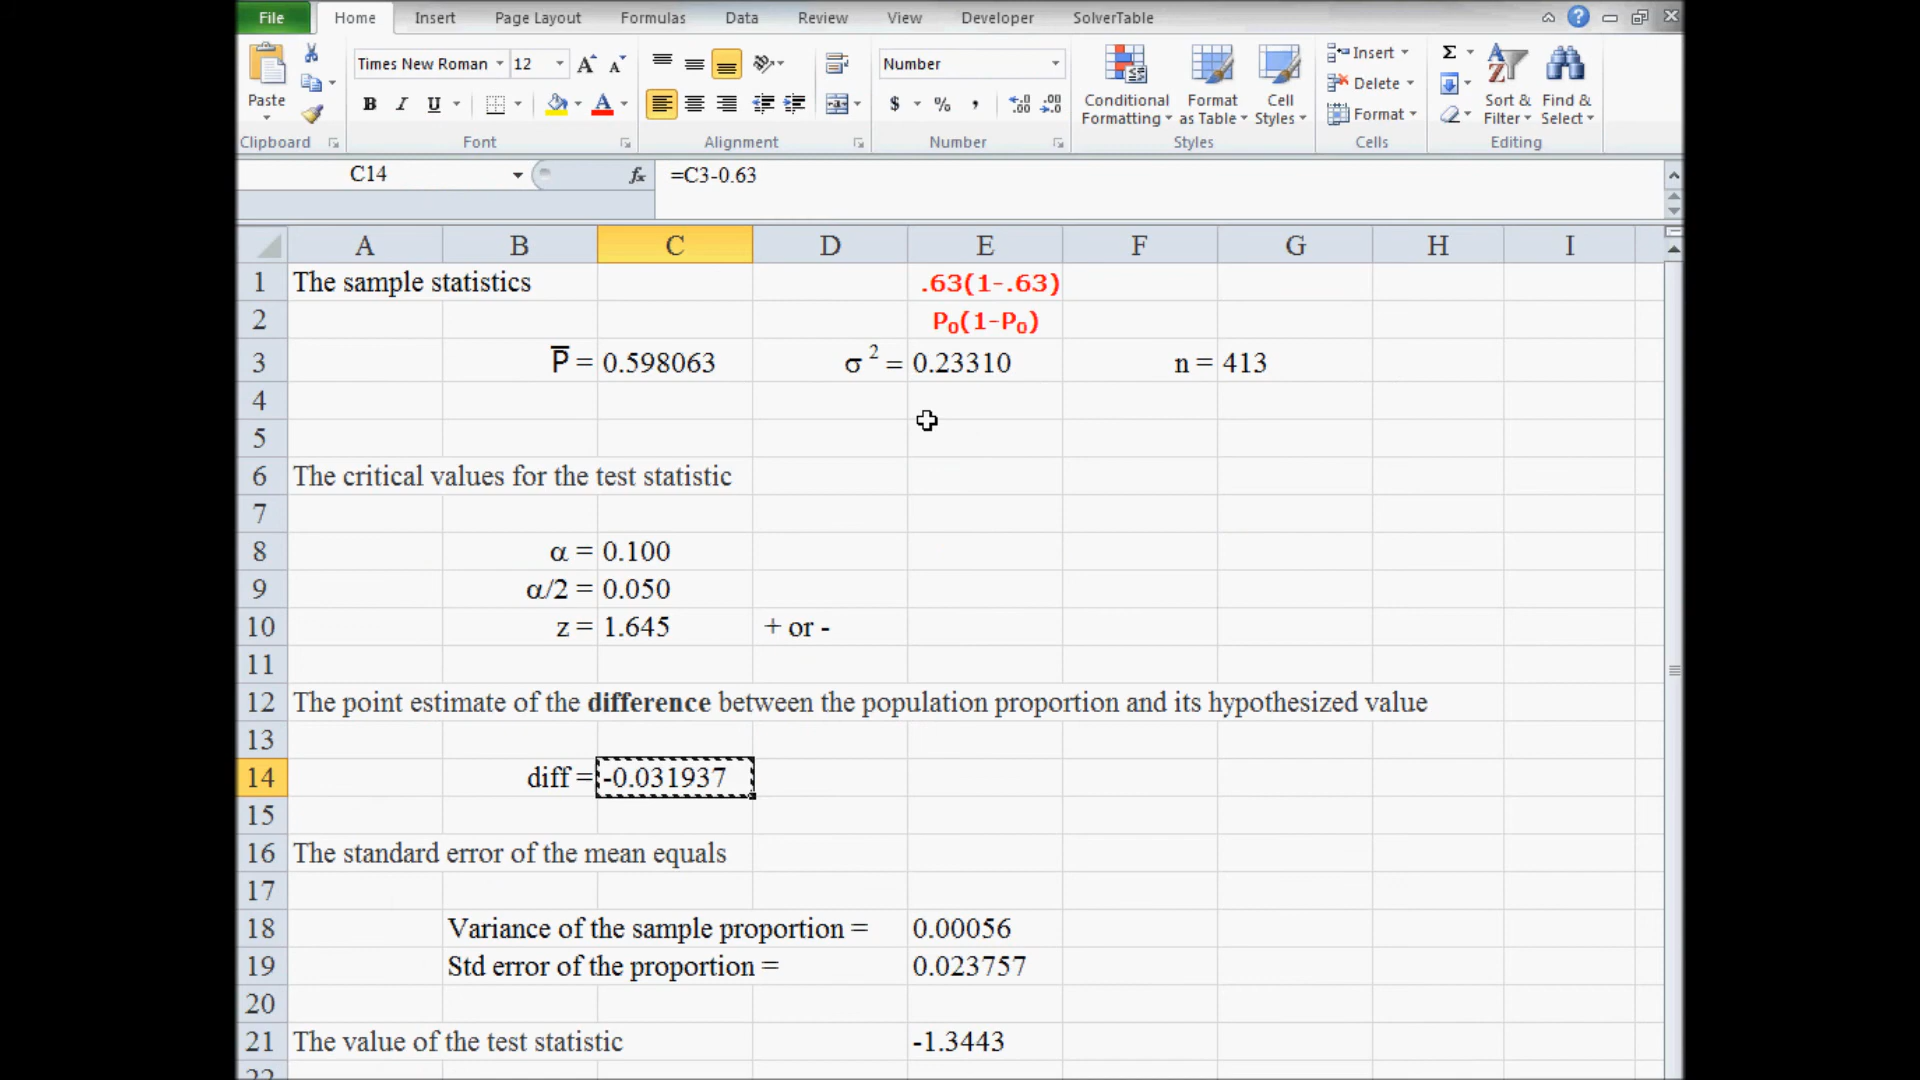 File Home Insert Page Layout Formulas Data Review View Developer SolverTable
Paste
Clipboard
Times New Roman 12
B I U A
Font
Alignment
Number
$ % ,
Number
Conditional Formatting
Format as Table
Cell Styles
Styles
Insert
Delete
Format
Cells
Σ
Sort & Filter
Find & Select
Editing
C14 fx =C3-0.63
A B C D E F G H I
1 The sample statistics .63(1-.63)
2 P₀(1-P₀)
3 P̅ = 0.598063 σ ² = 0.23310 n = 413
4
5
6 The critical values for the test statistic
7
8 α = 0.100
9 α/2 = 0.050
10 z = 1.645 + or -
11
12 The point estimate of the difference between the population proportion and its hypothesized value
13
14 diff = -0.031937
15
16 The standard error of the mean equals
17
18 Variance of the sample proportion = 0.00056
19 Std error of the proportion = 0.023757
20
21 The value of the test statistic -1.3443
22